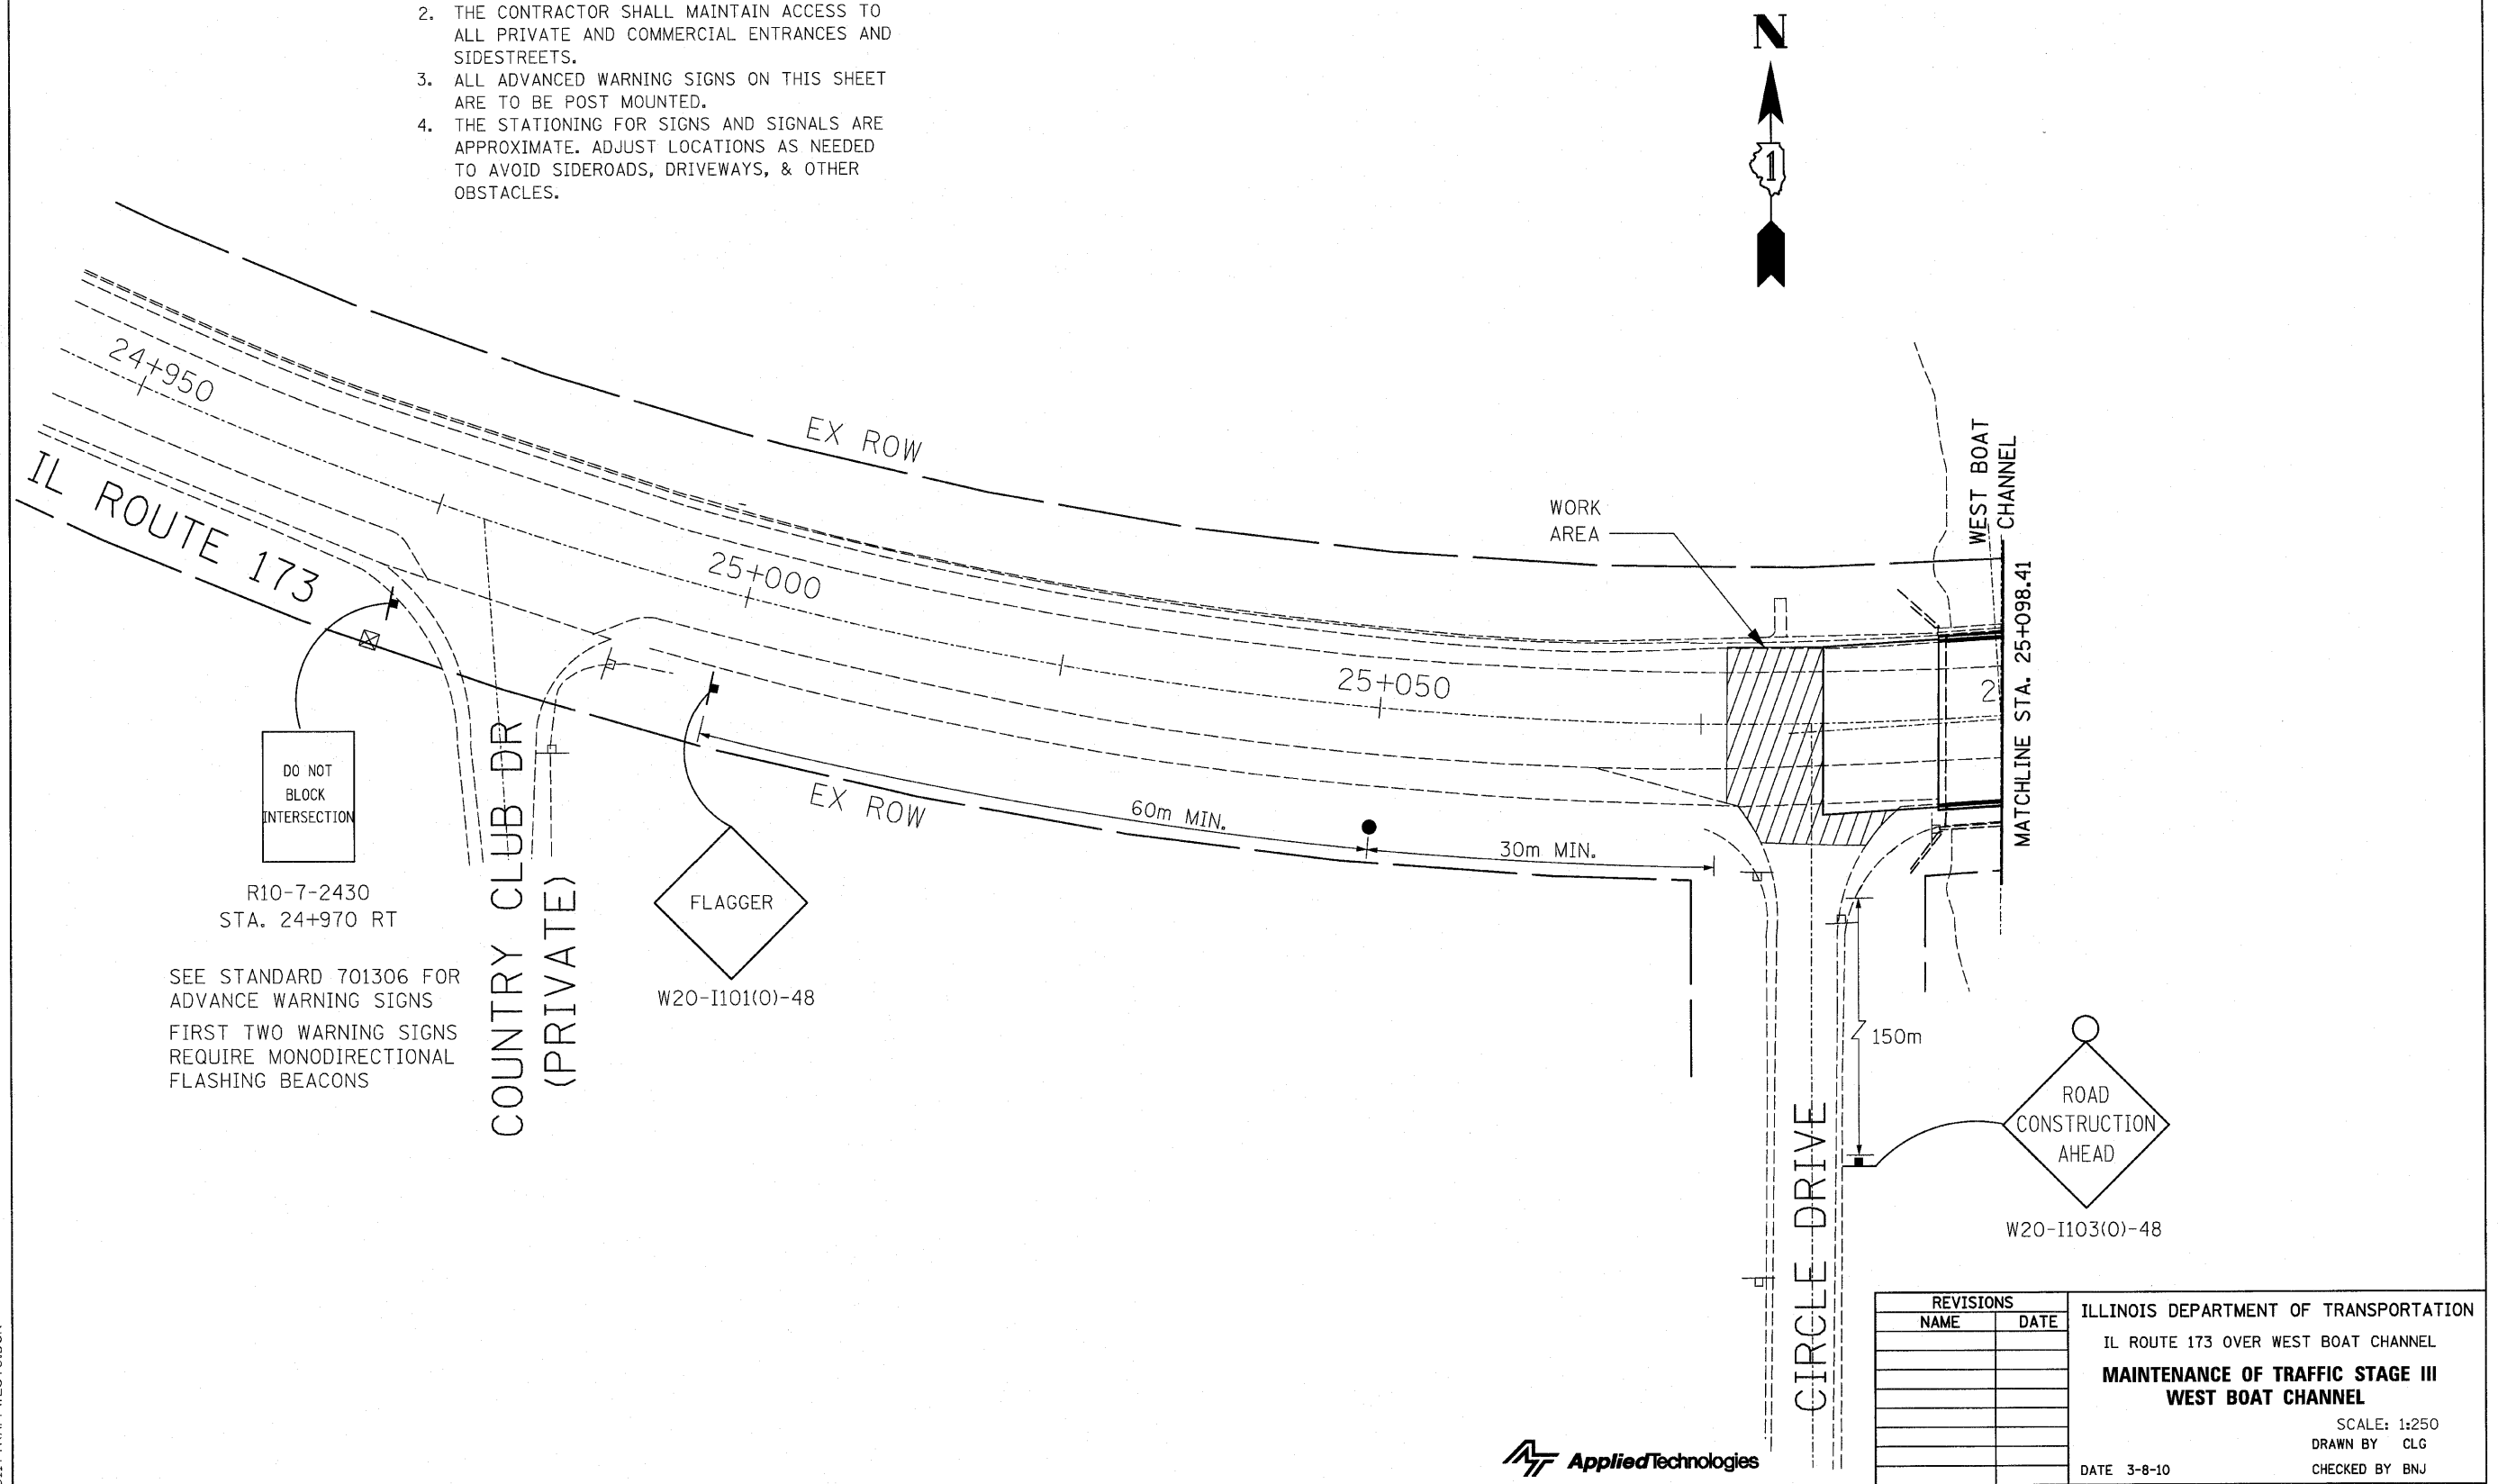 2. THE CONTRACTOR SHALL MAINTAIN ACCESS TO
ALL PRIVATE AND COMMERCIAL ENTRANCES AND
SIDESTREETS.
3. ALL ADVANCED WARNING SIGNS ON THIS SHEET
ARE TO BE POST MOUNTED.
4. THE STATIONING FOR SIGNS AND SIGNALS ARE
APPROXIMATE. ADJUST LOCATIONS AS NEEDED
TO AVOID SIDEROADS, DRIVEWAYS, & OTHER
OBSTACLES.
N
1
24+950
IL ROUTE 173
EX ROW
25+000
WORK
AREA
WEST BOAT
CHANNEL
25+050
2
MATCHLINE STA. 25+098.41
DO NOT
BLOCK
INTERSECTION
R10-7-2430
STA. 24+970 RT
SEE STANDARD 701306 FOR
ADVANCE WARNING SIGNS
FIRST TWO WARNING SIGNS
REQUIRE MONODIRECTIONAL
FLASHING BEACONS
COUNTRY CLUB DR
(PRIVATE)
FLAGGER
W20-I101(O)-48
EX ROW
60m MIN.
30m MIN.
150m
CIRCLE DRIVE
ROAD
CONSTRUCTION
AHEAD
W20-I103(O)-48
REVISIONS
NAME DATE
ILLINOIS DEPARTMENT OF TRANSPORTATION
IL ROUTE 173 OVER WEST BOAT CHANNEL
MAINTENANCE OF TRAFFIC STAGE III
WEST BOAT CHANNEL
SCALE: 1:250
DRAWN BY CLG
DATE 3-8-10 CHECKED BY BNJ
AppliedTechnologies